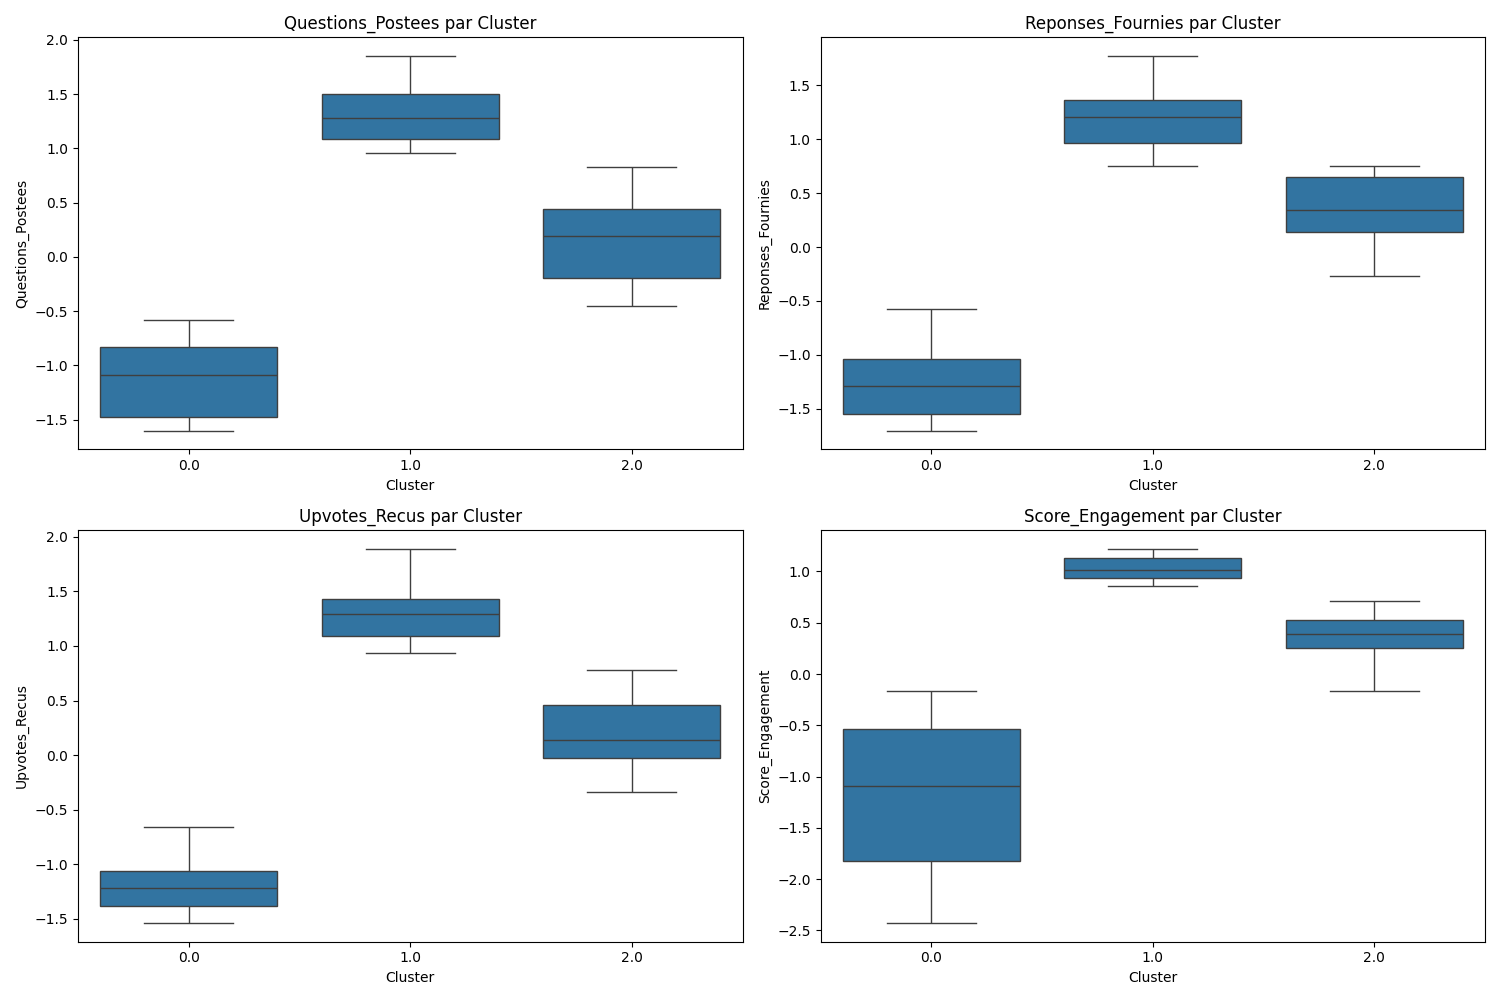 Questions_Postees par Cluster
Questions_Postees
2.0
1.5
1.0
0.5
0.0
−0.5
−1.0
−1.5
0.0 1.0 2.0
Cluster
Reponses_Fournies par Cluster
Reponses_Fournies
1.5
1.0
0.5
0.0
−0.5
−1.0
−1.5
0.0 1.0 2.0
Cluster
Upvotes_Recus par Cluster
Upvotes_Recus
2.0
1.5
1.0
0.5
0.0
−0.5
−1.0
−1.5
0.0 1.0 2.0
Cluster
Score_Engagement par Cluster
Score_Engagement
1.0
0.5
0.0
−0.5
−1.0
−1.5
−2.0
−2.5
0.0 1.0 2.0
Cluster